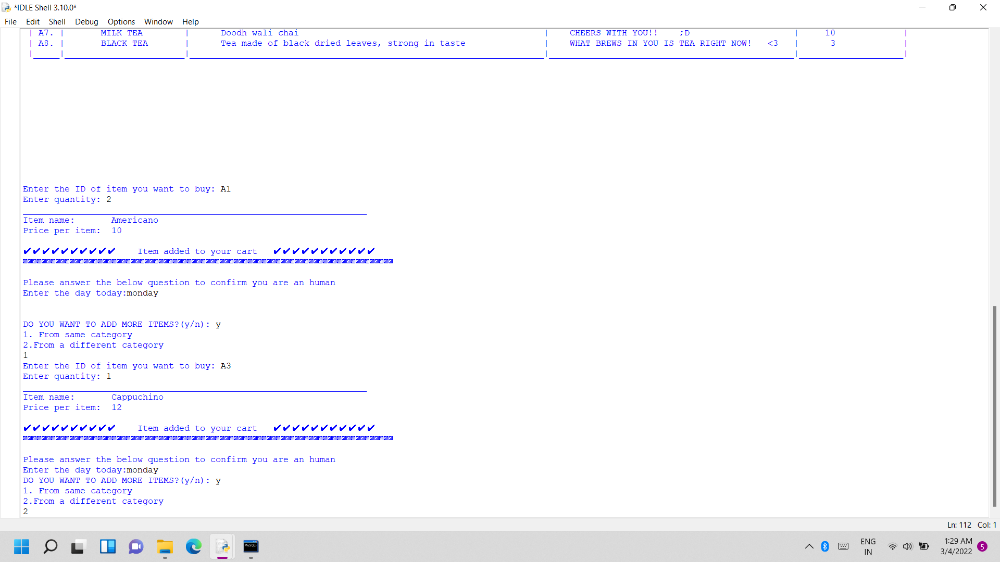 *IDLE Shell 3.10.0*
File Edit Shell Debug Options Window Help
| A7. | MILK TEA | Doodh wali chai | CHEERS WITH YOU!! ;D | 10 |
| A8. | BLACK TEA | Tea made of black dried leaves, strong in taste | WHAT BREWS IN YOU IS TEA RIGHT NOW! <3 | 3 |
Enter the ID of item you want to buy: A1
Enter quantity: 2
Item name: Americano
Price per item: 10
✔✔✔✔✔✔✔✔✔✔ Item added to your cart ✔✔✔✔✔✔✔✔✔✔✔
Please answer the below question to confirm you are an human
Enter the day today:monday
DO YOU WANT TO ADD MORE ITEMS?(y/n): y
1. From same category
2.From a different category
1
Enter the ID of item you want to buy: A3
Enter quantity: 1
Item name: Cappuchino
Price per item: 12
✔✔✔✔✔✔✔✔✔✔ Item added to your cart ✔✔✔✔✔✔✔✔✔✔✔
Please answer the below question to confirm you are an human
Enter the day today:monday
DO YOU WANT TO ADD MORE ITEMS?(y/n): y
1. From same category
2.From a different category
2
Ln: 112 Col: 1
MySQL
ENG
IN
1:29 AM
3/4/2022
5